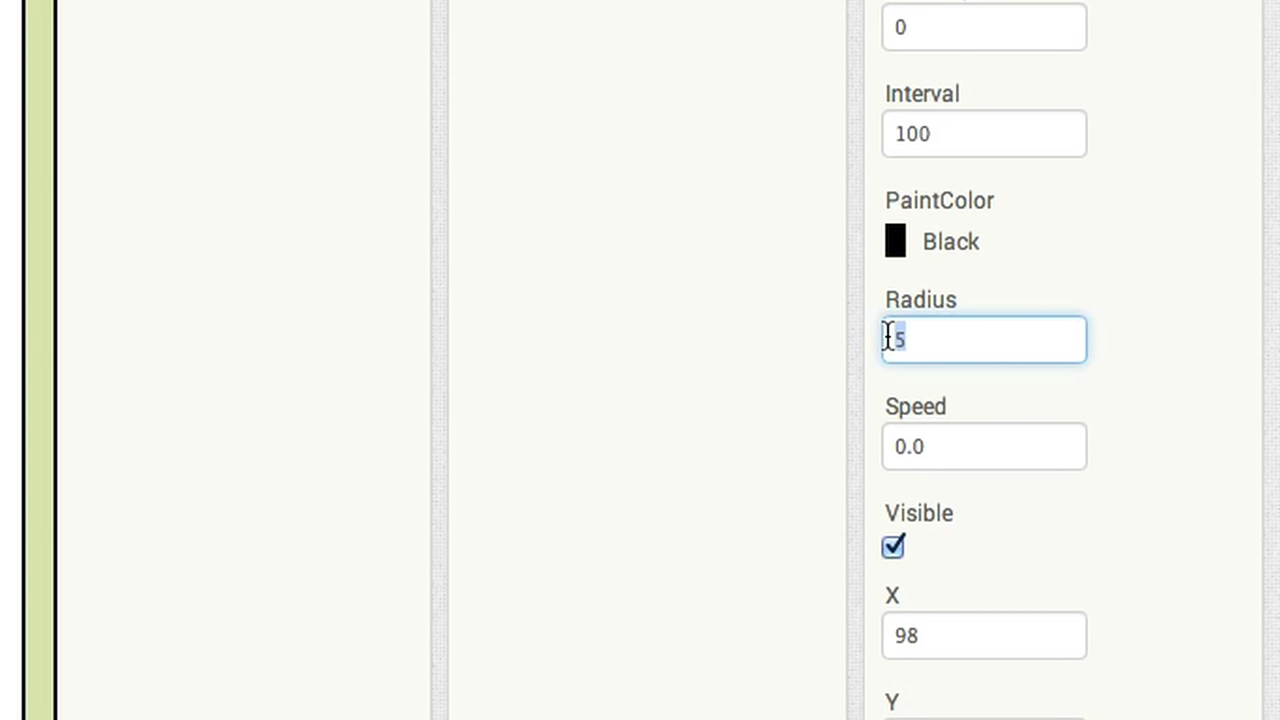 0
Interval
100
PaintColor
Black
Radius
5
Speed
0.0
Visible
X
98
Y